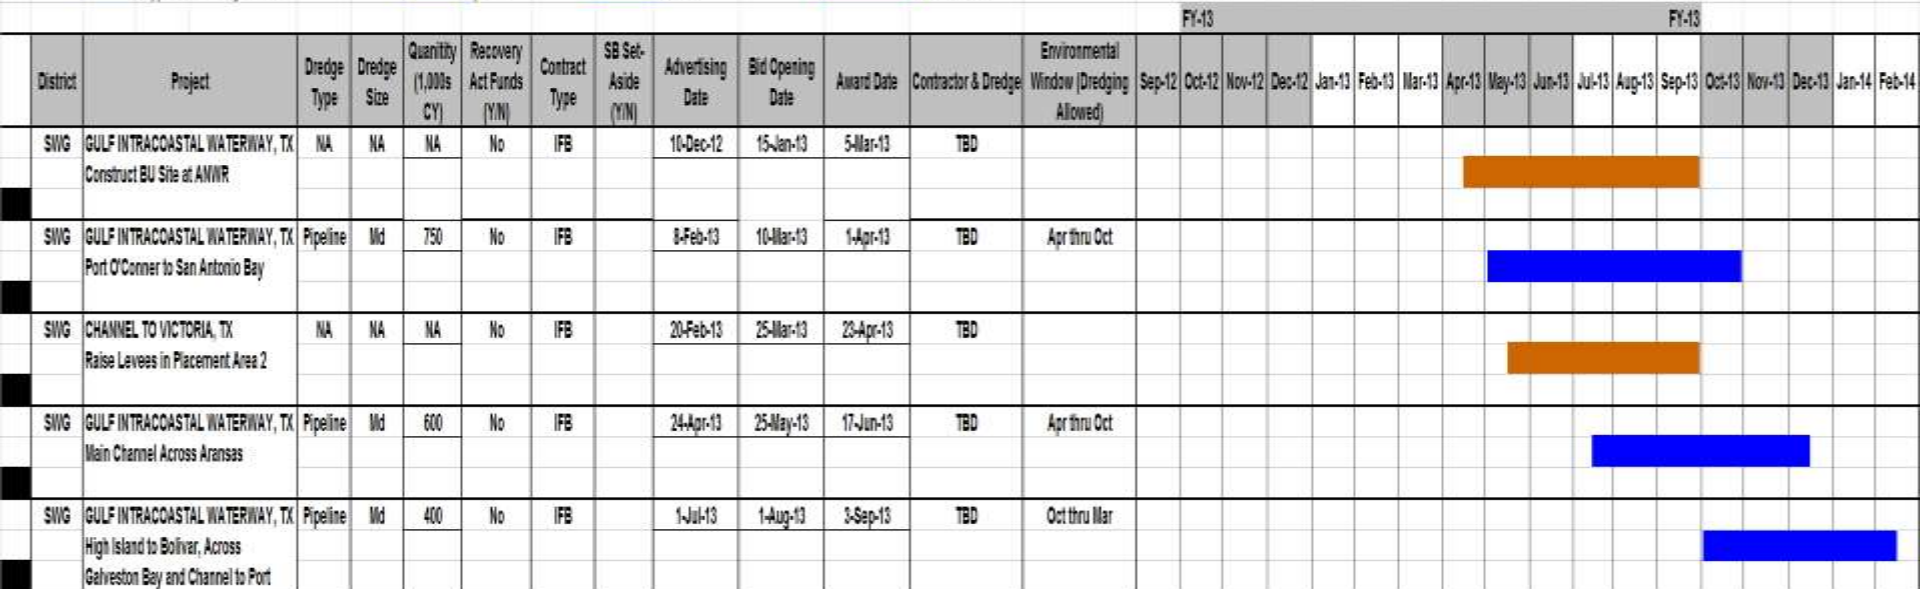 FY-13 FY-13
District Project Dredge Type Dredge Size Quanitity (1,000s CY) Recovery Act Funds (Y/N) Contract Type SB Set-Aside (Y/N) Advertising Date Bid Opening Date Award Date Contractor & Dredge Environmental Window (Dredging Allowed) Sep-12 Oct-12 Nov-12 Dec-12 Jan-13 Feb-13 Mar-13 Apr-13 May-13 Jun-13 Jul-13 Aug-13 Sep-13 Oct-13 Nov-13 Dec-13 Jan-14 Feb-14
SWG GULF INTRACOASTAL WATERWAY, TX NA NA NA No IFB 10-Dec-12 15-Jan-13 5-Mar-13 TBD
Construct BU Site at ANWR
SWG GULF INTRACOASTAL WATERWAY, TX Pipeline Md 750 No IFB 8-Feb-13 10-Mar-13 1-Apr-13 TBD Apr thru Oct
Port O'Conner to San Antonio Bay
SWG CHANNEL TO VICTORIA, TX NA NA NA No IFB 20-Feb-13 25-Mar-13 23-Apr-13 TBD
Raise Levees in Placement Area 2
SWG GULF INTRACOASTAL WATERWAY, TX Pipeline Md 600 No IFB 24-Apr-13 25-May-13 17-Jun-13 TBD Apr thru Oct
Main Channel Across Aransas
SWG GULF INTRACOASTAL WATERWAY, TX Pipeline Md 400 No IFB 1-Jul-13 1-Aug-13 3-Sep-13 TBD Oct thru Mar
High Island to Bolivar, Across
Galveston Bay and Channel to Port